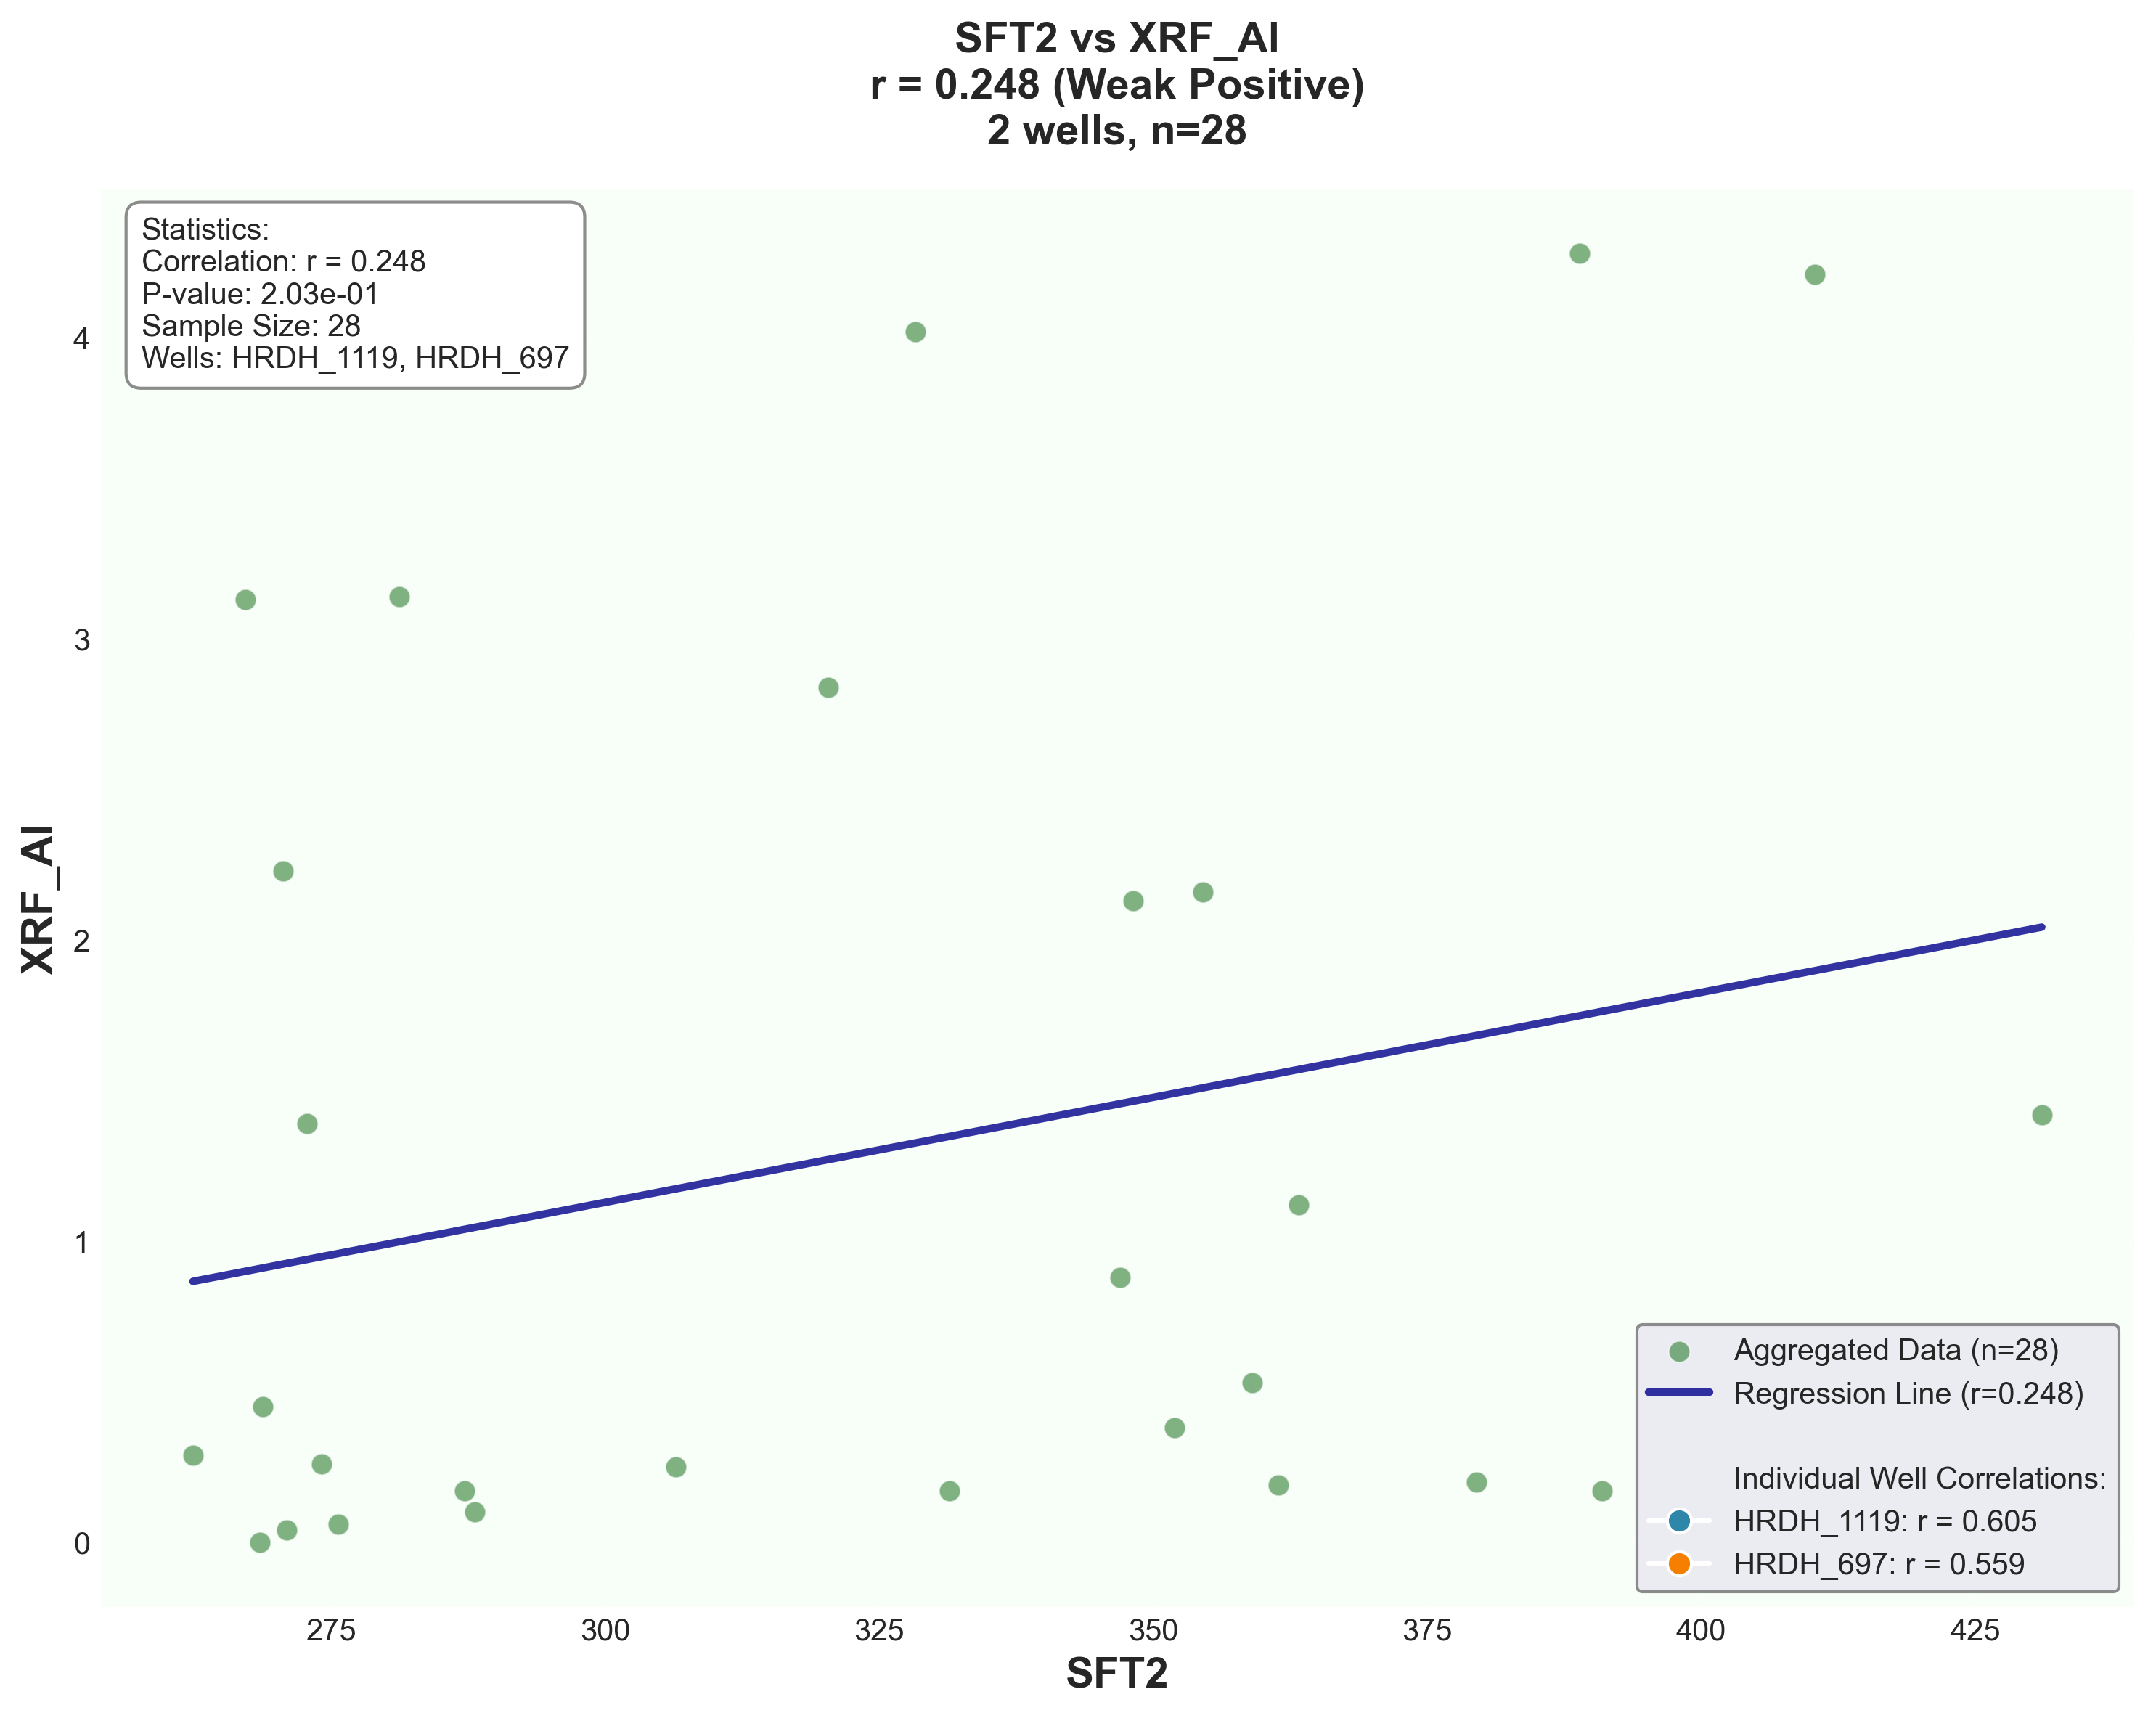 SFT2 vs XRF_Al
r = 0.248 (Weak Positive)
2 wells, n=28
Statistics:
Correlation: r = 0.248
P-value: 2.03e-01
Sample Size: 28
Wells: HRDH_1119, HRDH_697
XRF_Al
4
3
2
1
0
Aggregated Data (n=28)
Regression Line (r=0.248)
Individual Well Correlations:
HRDH_1119: r = 0.605
HRDH_697: r = 0.559
275
300
325
350
375
400
425
SFT2